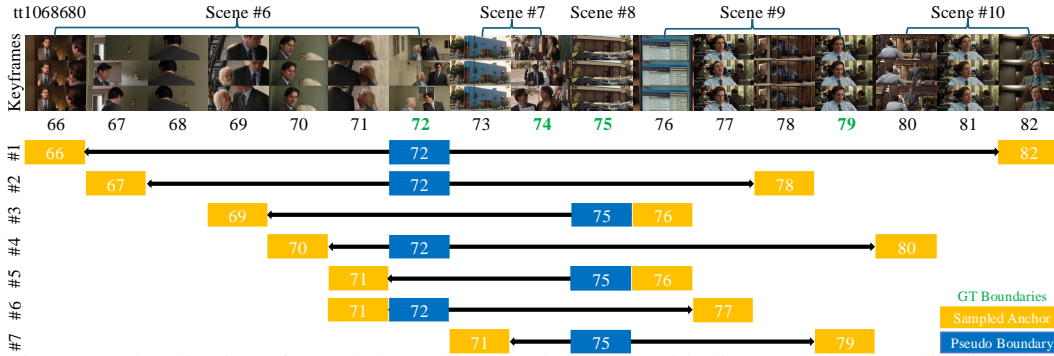 tt1068680 Scene #6 Scene #7 Scene #8 Scene #9 Scene #10
Keyframes
66 67 68 69 70 71 72 73 74 75 76 77 78 79 80 81 82
#1 66 72 82
#2 67 72 78
#3 69 75 76
#4 70 72 80
#5 71 75 76
#6 71 72 77
#7 71 75 79
GT Boundaries
Sampled Anchor
Pseudo Boundary